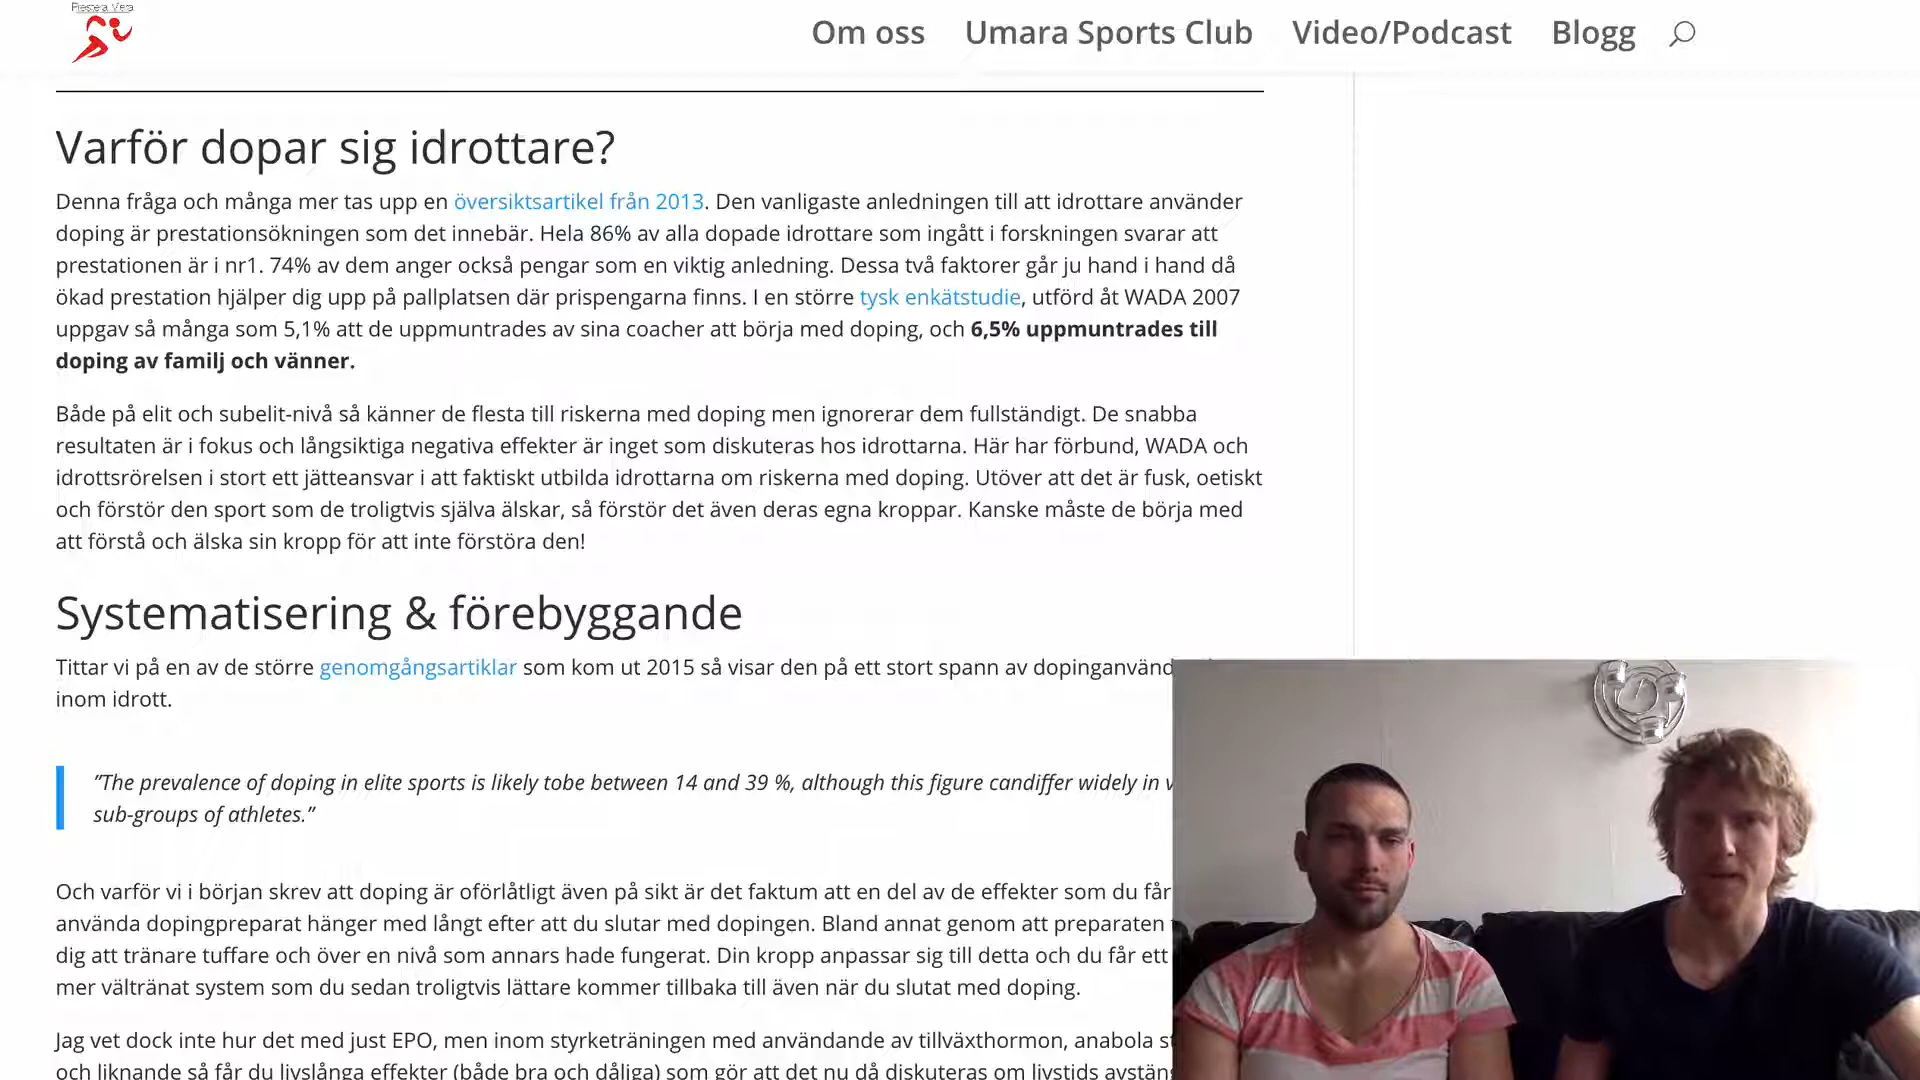 Prestera Mera
Om oss Umara Sports Club Video/Podcast Blogg
Varför dopar sig idrottare?
Denna fråga och många mer tas upp en översiktsartikel från 2013. Den vanligaste anledningen till att idrottare använder
doping är prestationsökningen som det innebär. Hela 86% av alla dopade idrottare som ingått i forskningen svarar att
prestationen är i nr1. 74% av dem anger också pengar som en viktig anledning. Dessa två faktorer går ju hand i hand då
ökad prestation hjälper dig upp på pallplatsen där prispengarna finns. I en större tysk enkätstudie, utförd åt WADA 2007
uppgav så många som 5,1% att de uppmuntrades av sina coacher att börja med doping, och 6,5% uppmuntrades till
doping av familj och vänner.
Både på elit och subelit-nivå så känner de flesta till riskerna med doping men ignorerar dem fullständigt. De snabba
resultaten är i fokus och långsiktiga negativa effekter är inget som diskuteras hos idrottarna. Här har förbund, WADA och
idrottsrörelsen i stort ett jätteansvar i att faktiskt utbilda idrottarna om riskerna med doping. Utöver att det är fusk, oetiskt
och förstör den sport som de troligtvis själva älskar, så förstör det även deras egna kroppar. Kanske måste de börja med
att förstå och älska sin kropp för att inte förstöra den!
Systematisering & förebyggande
Tittar vi på en av de större genomgångsartiklar som kom ut 2015 så visar den på ett stort spann av dopinganvänd
inom idrott.
”The prevalence of doping in elite sports is likely tobe between 14 and 39 %, although this figure candiffer widely in
sub-groups of athletes.”
Och varför vi i början skrev att doping är oförlåtligt även på sikt är det faktum att en del av de effekter som du får
använda dopingpreparat hänger med långt efter att du slutar med dopingen. Bland annat genom att preparaten
dig att tränare tuffare och över en nivå som annars hade fungerat. Din kropp anpassar sig till detta och du får ett
mer vältränat system som du sedan troligtvis lättare kommer tillbaka till även när du slutat med doping.
Jag vet dock inte hur det med just EPO, men inom styrketräningen med användande av tillväxthormon, anabola
och liknande så får du livslånga effekter (både bra och dåliga) som gör att det nu då diskuteras om livstids avstän